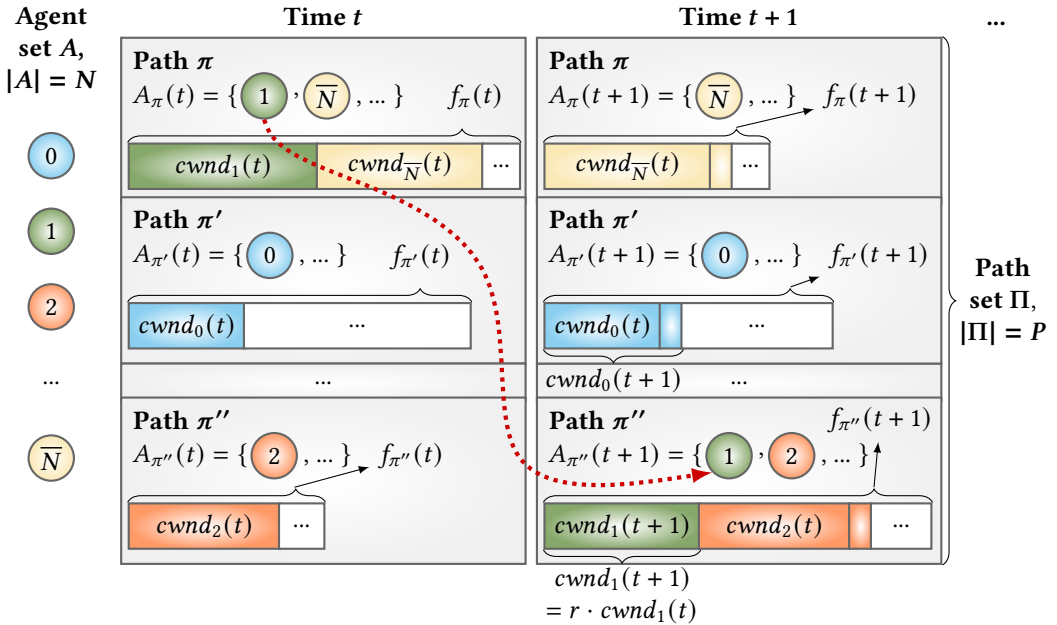 Agent
set A,
|A| = N
0
1
2
...
N̅
Time t
Path π
A_π(t) = { 1 , N̅ , ... } f_π(t)
cwnd_1(t) cwnd_N̅(t) ...
Path π′
A_π′(t) = { 0 , ... } f_π′(t)
cwnd_0(t) ...
...
Path π″
A_π″(t) = { 2 , ... } f_π″(t)
cwnd_2(t) ...
Time t + 1
Path π
A_π(t+1) = { N̅ , ... } f_π(t+1)
cwnd_N̅(t) ...
Path π′
A_π′(t+1) = { 0 , ... } f_π′(t+1)
cwnd_0(t) ...
cwnd_0(t+1) ...
Path π″
f_π″(t+1)
A_π″(t+1) = { 1 , 2 , ... }
cwnd_1(t+1) cwnd_2(t) ...
cwnd_1(t+1)
= r · cwnd_1(t)
...
Path
set Π,
|Π| = P